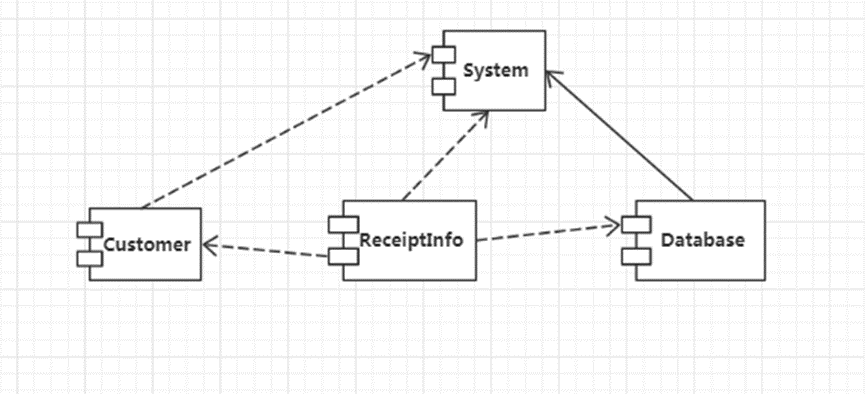 System
Customer
ReceiptInfo
Database